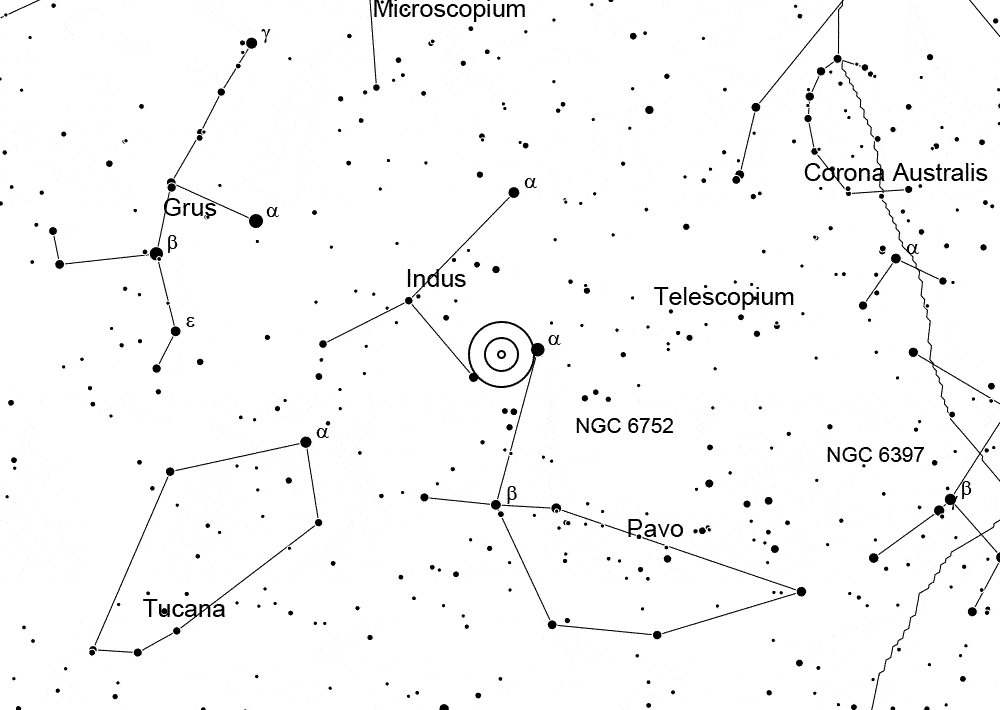 Microscopium
γ
Corona Australis
α
Grus
α
β
α
Indus
Telescopium
ε
α
NGC 6752
α
NGC 6397
β
β
Pavo
Tucana